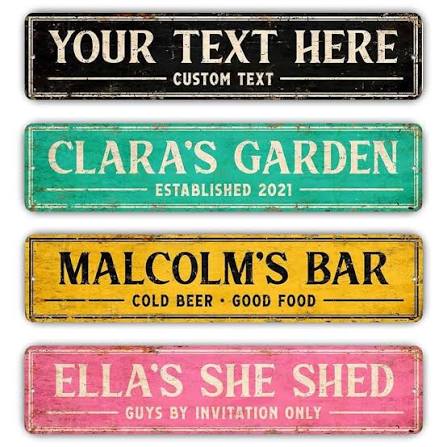 YOUR TEXT HERE
CUSTOM TEXT
CLARA'S GARDEN
ESTABLISHED 2021
MALCOLM'S BAR
COLD BEER · GOOD FOOD
ELLA'S SHE SHED
GUYS BY INVITATION ONLY